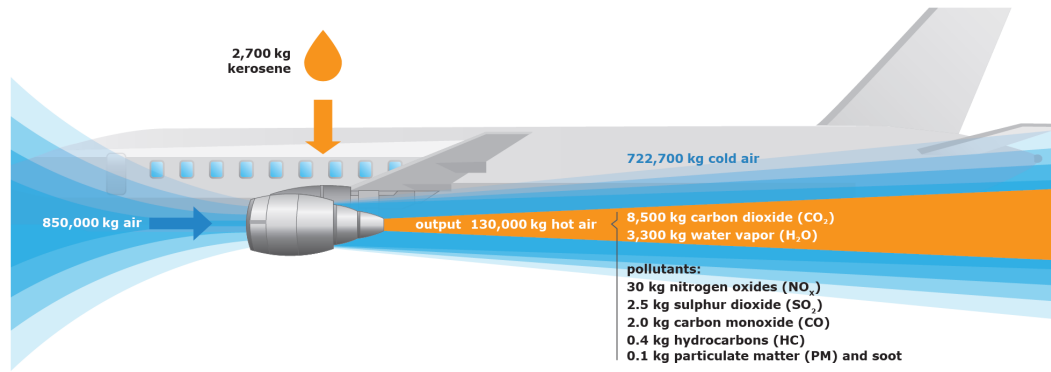 2,700 kg
kerosene
722,700 kg cold air
850,000 kg air
output 130,000 kg hot air
8,500 kg carbon dioxide (CO₂)
3,300 kg water vapor (H₂O)
pollutants:
30 kg nitrogen oxides (NOₓ)
2.5 kg sulphur dioxide (SO₂)
2.0 kg carbon monoxide (CO)
0.4 kg hydrocarbons (HC)
0.1 kg particulate matter (PM) and soot